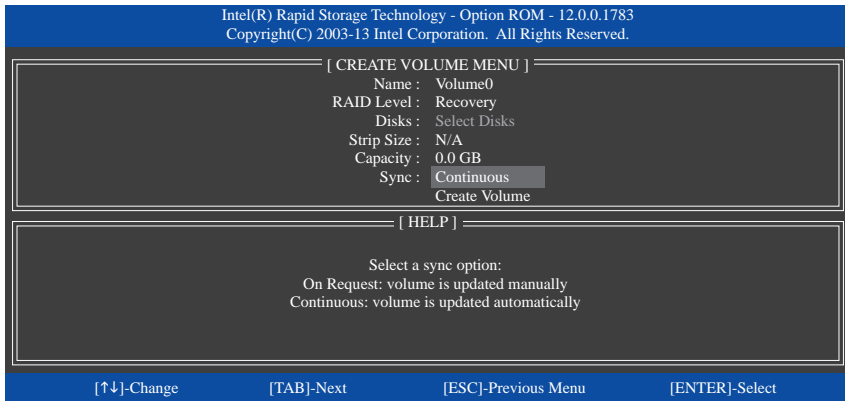 Intel(R) Rapid Storage Technology - Option ROM - 12.0.0.1783
Copyright(C) 2003-13 Intel Corporation.  All Rights Reserved.
[ CREATE VOLUME MENU ]
Name : Volume0
RAID Level : Recovery
Disks : Select Disks
Strip Size : N/A
Capacity : 0.0 GB
Sync : Continuous
Create Volume
[ HELP ]
Select a sync option:
On Request: volume is updated manually
Continuous: volume is updated automatically
[↑↓]-Change [TAB]-Next [ESC]-Previous Menu [ENTER]-Select